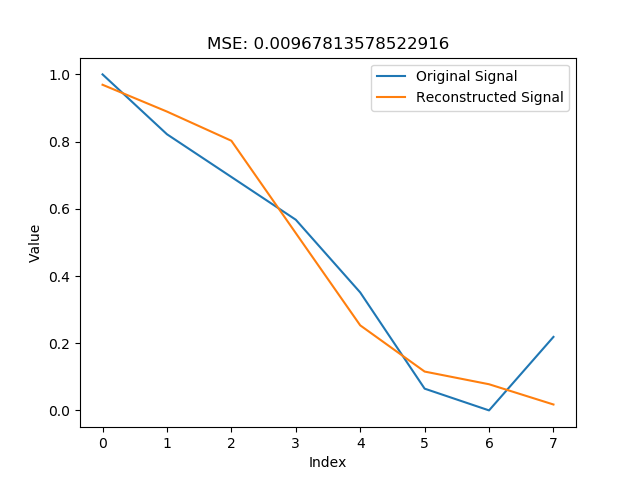 MSE: 0.00967813578522916
Original Signal
Reconstructed Signal
1.0
0.8
0.6
0.4
0.2
0.0
Value
0 1 2 3 4 5 6 7
Index